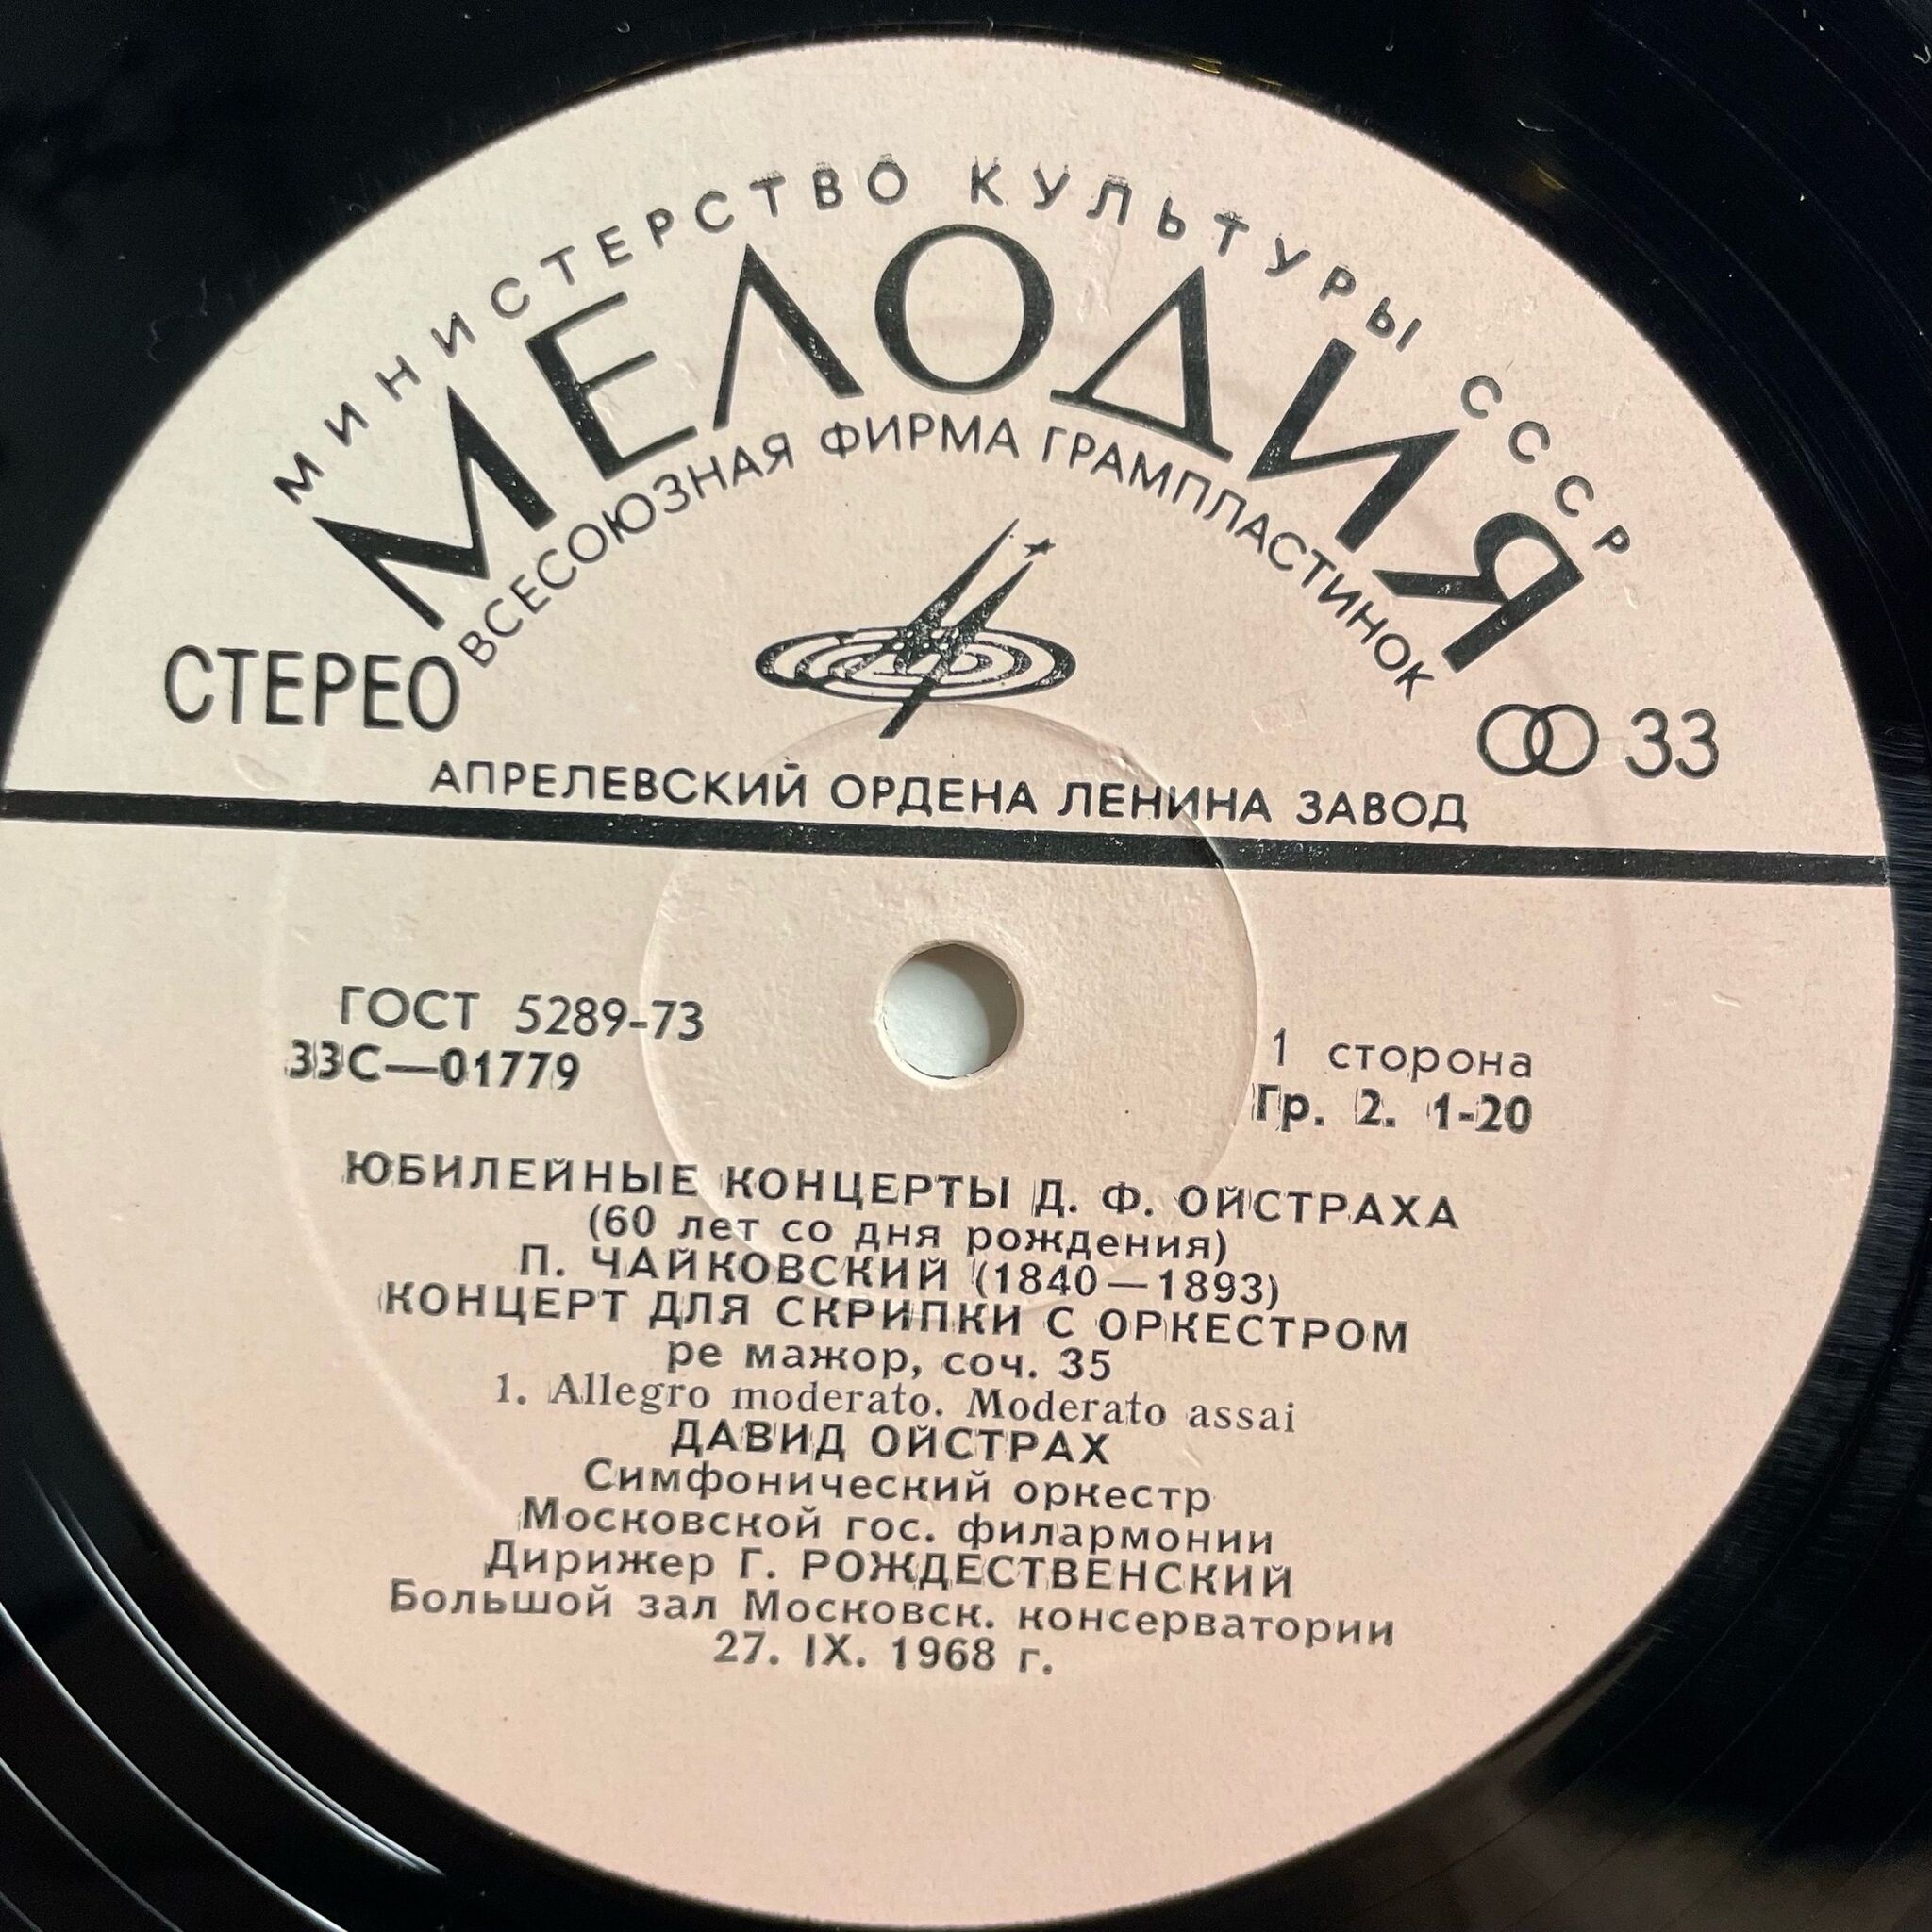 МИНИСТЕРСТВО КУЛЬТУРЫ СССР
МЕЛОДИЯ
ВСЕСОЮЗНАЯ ФИРМА ГРАМПЛАСТИНОК
СТЕРЕО
33
АПРЕЛЕВСКИЙ ОРДЕНА ЛЕНИНА ЗАВОД
ГОСТ 5289-73
33С—01779
1 сторона
Гр. 2. 1-20
ЮБИЛЕЙНЫЕ КОНЦЕРТЫ Д. Ф. ОЙСТРАХА
(60 лет со дня рождения)
П. ЧАЙКОВСКИЙ (1840—1893)
КОНЦЕРТ ДЛЯ СКРИПКИ С ОРКЕСТРОМ
ре мажор, соч. 35
1. Allegro moderato. Moderato assai
ДАВИД ОЙСТРАХ
Симфонический оркестр
Московской гос. филармонии
Дирижер Г. РОЖДЕСТВЕНСКИЙ
Большой зал Московск. консерватории
27. IX. 1968 г.